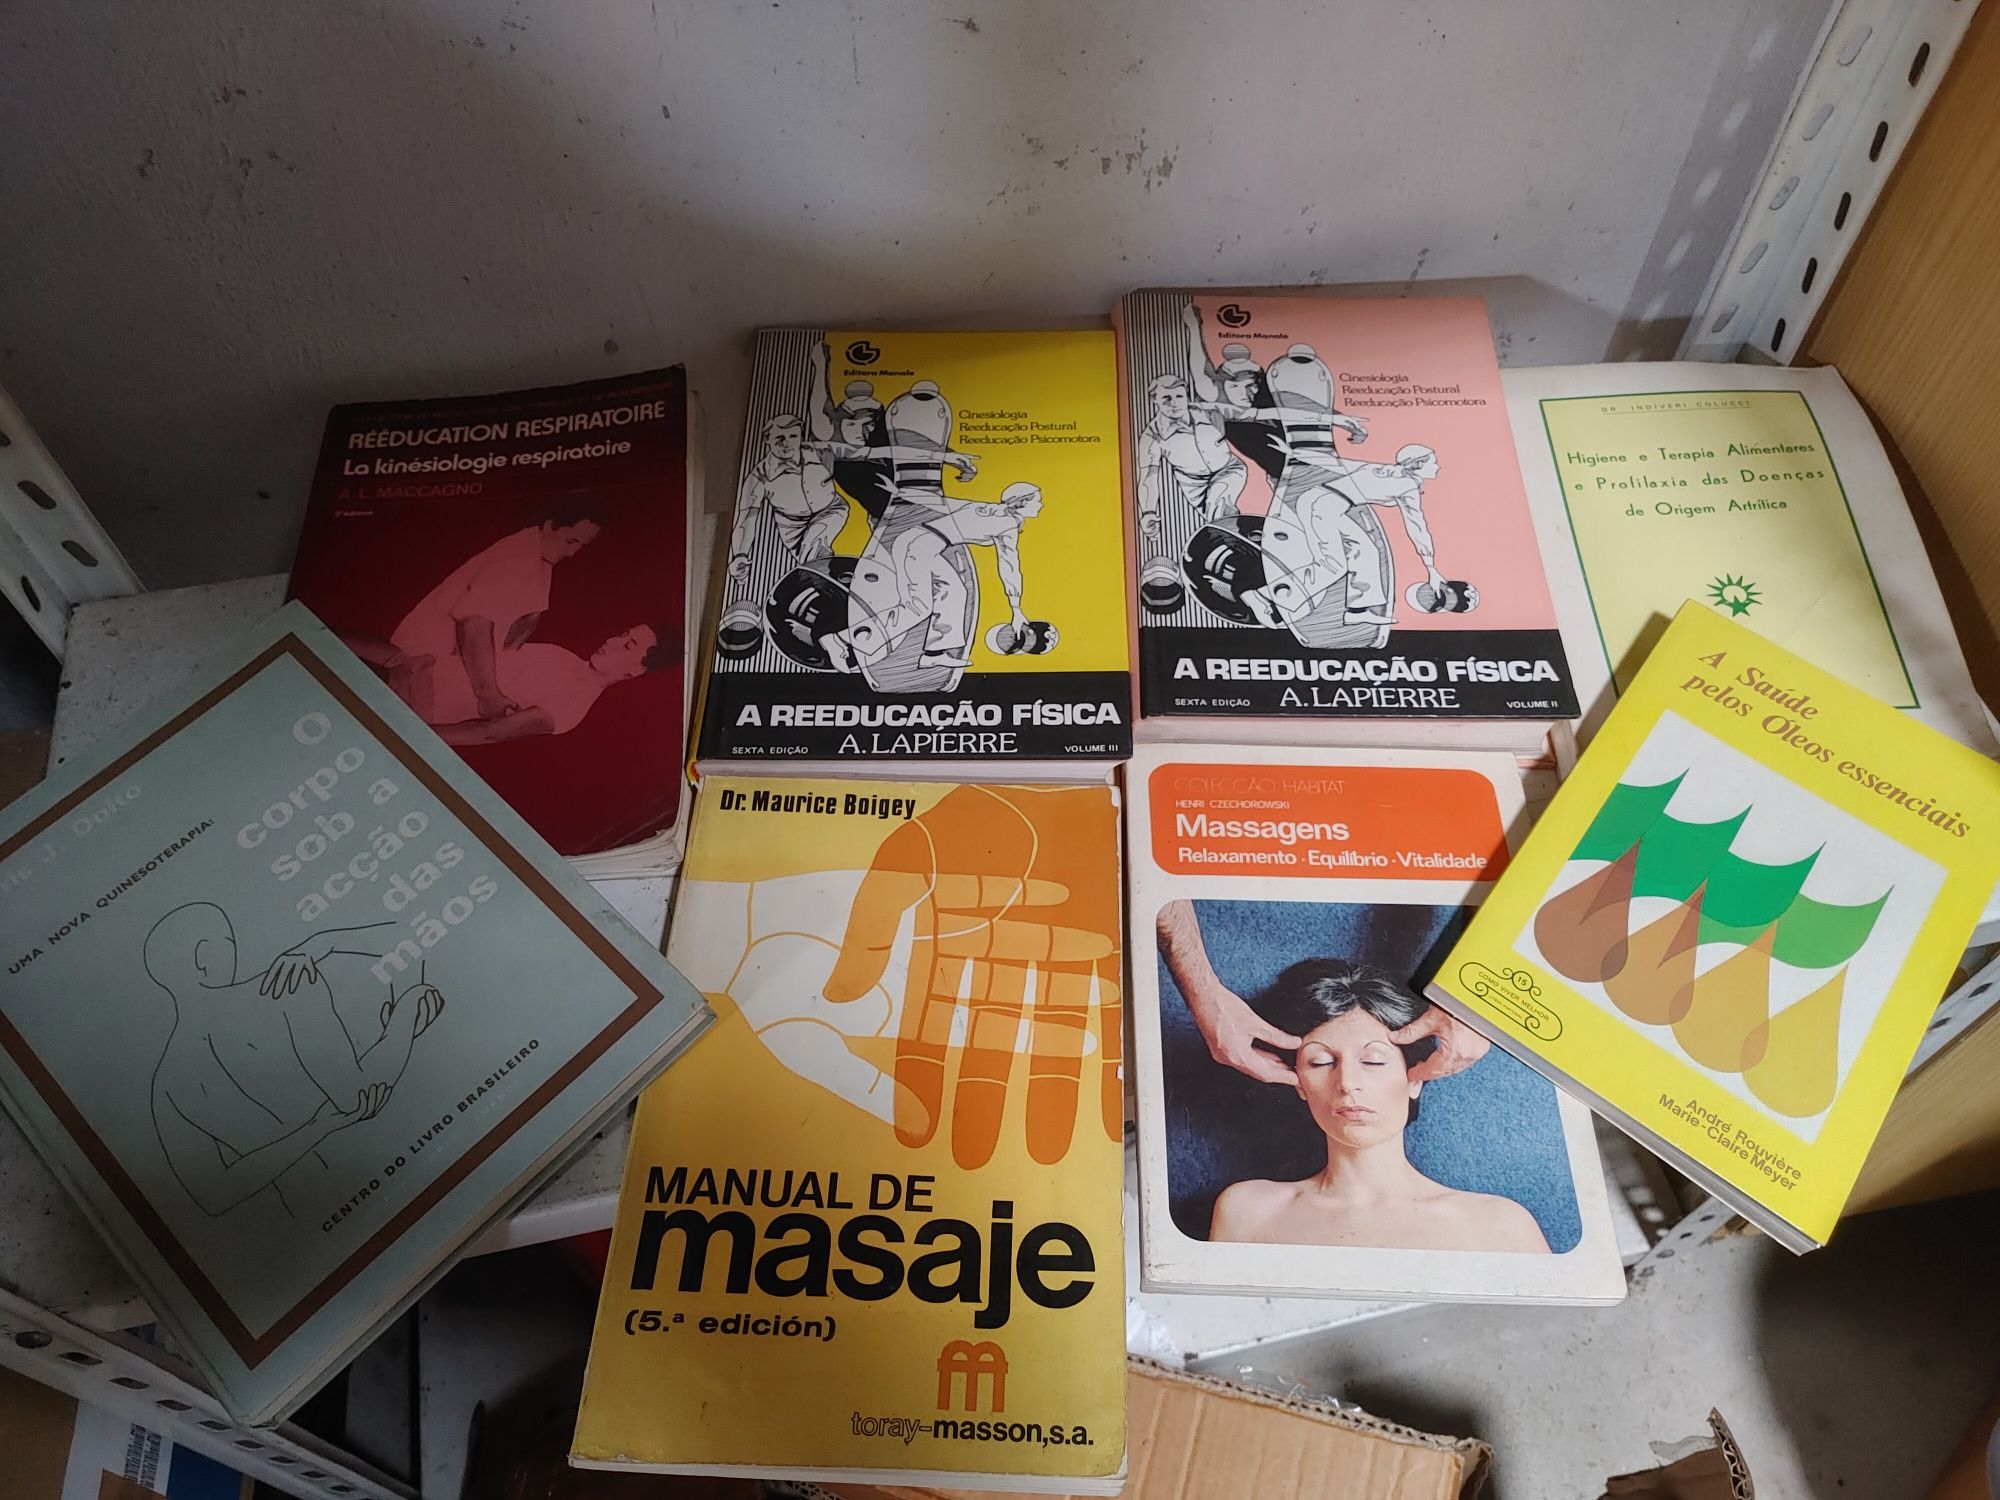 RÉÉDUCATION RESPIRATOIRE
La kinésiologie respiratoire
A. L. MACCAGNO
Editora Manole
Cinesiologia
Reeducação Postural
Reeducação Psicomotora
A REEDUCAÇÃO FÍSICA
SEXTA EDIÇÃO A. LAPIERRE VOLUME III
Editora Manole
Cinesiologia
Reeducação Postural
Reeducação Psicomotora
A REEDUCAÇÃO FÍSICA
SEXTA EDIÇÃO A. LAPIERRE VOLUME II
DR. INDÍVERI COLUCCI
Higiene e Terapia Alimentares
e Profilaxia das Doenças
de Origem Artrítica
J. Dolto
UMA NOVA QUINESOTERAPIA:
O
corpo
sob a
acção
das
mãos
CENTRO DO LIVRO BRASILEIRO
Dr. Maurice Boigey
MANUAL DE
masaje
(5.ª edición)
toray-masson,s.a.
COLECÇÃO HABITAT
HENRI CZECHOROWSKI
Massagens
Relaxamento · Equilíbrio · Vitalidade
A Saúde
pelos Óleos essenciais
15
COMO VIVER MELHOR
André Rouvière
Marie-Claire Meyer